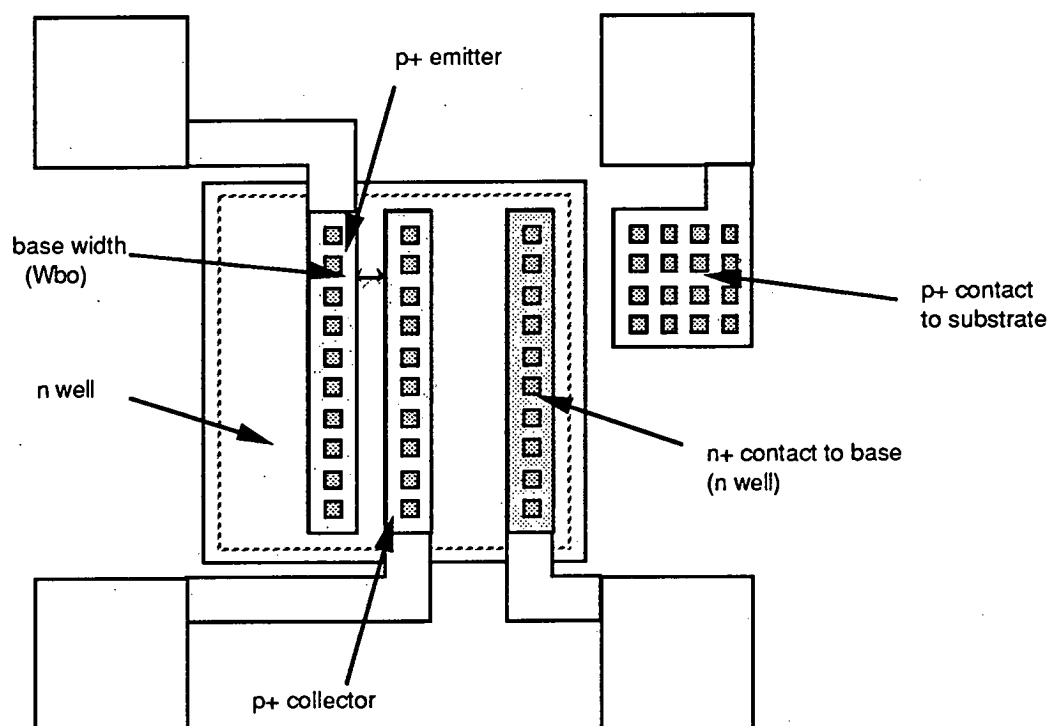 p+ emitter
base width
(Wbo)
p+ contact
to substrate
n well
n+ contact to base
(n well)
p+ collector